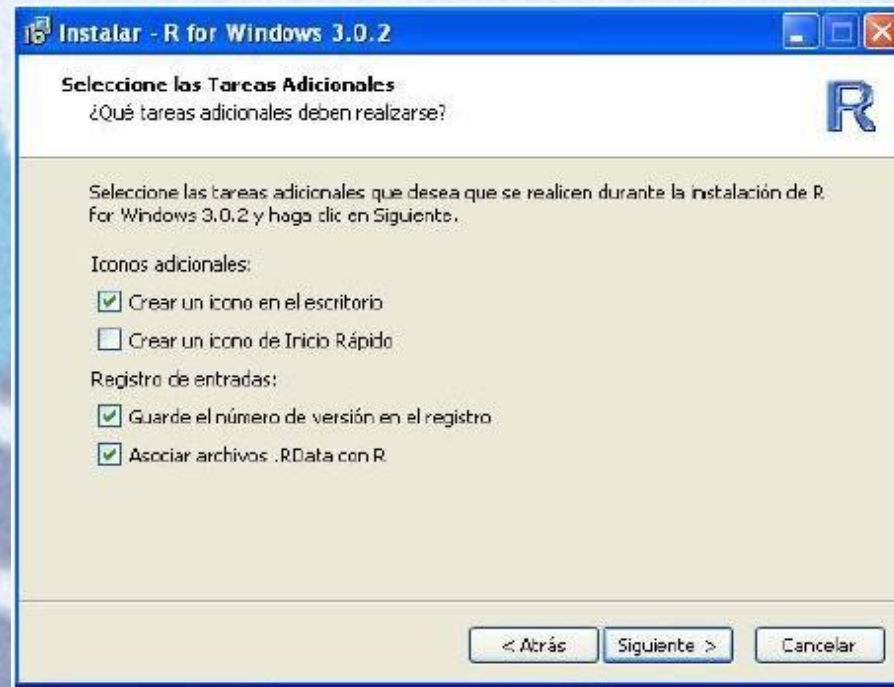 Instalar - R for Windows 3.0.2
Seleccione las Tareas Adicionales
¿Qué tareas adicionales deben realizarse?
R
Seleccione las tareas adicionales que desea que se realicen durante la instalación de R
for Windows 3.0.2 y haga clic en Siguiente.
Iconos adicionales:
Crear un icono en el escritorio
Crear un icono de Inicio Rápido
Registro de entradas:
Guarde el número de versión en el registro
Asociar archivos .RData con R
< Atrás Siguiente > Cancelar